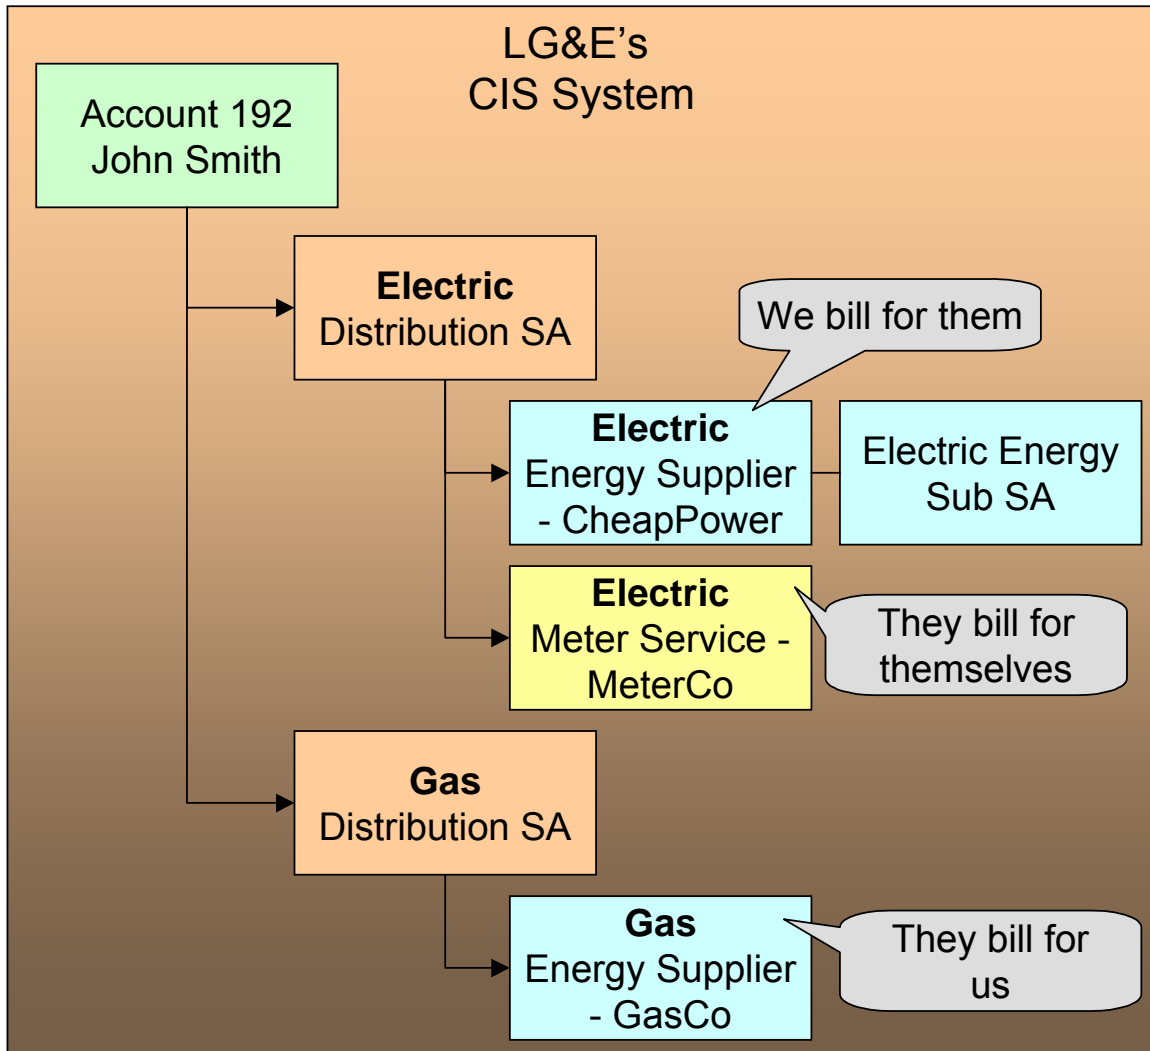 LG&E's
CIS System
Account 192
John Smith
Electric
Distribution SA
We bill for them
Electric
Energy Supplier
- CheapPower
Electric Energy
Sub SA
Electric
Meter Service -
MeterCo
They bill for
themselves
Gas
Distribution SA
Gas
Energy Supplier
- GasCo
They bill for
us